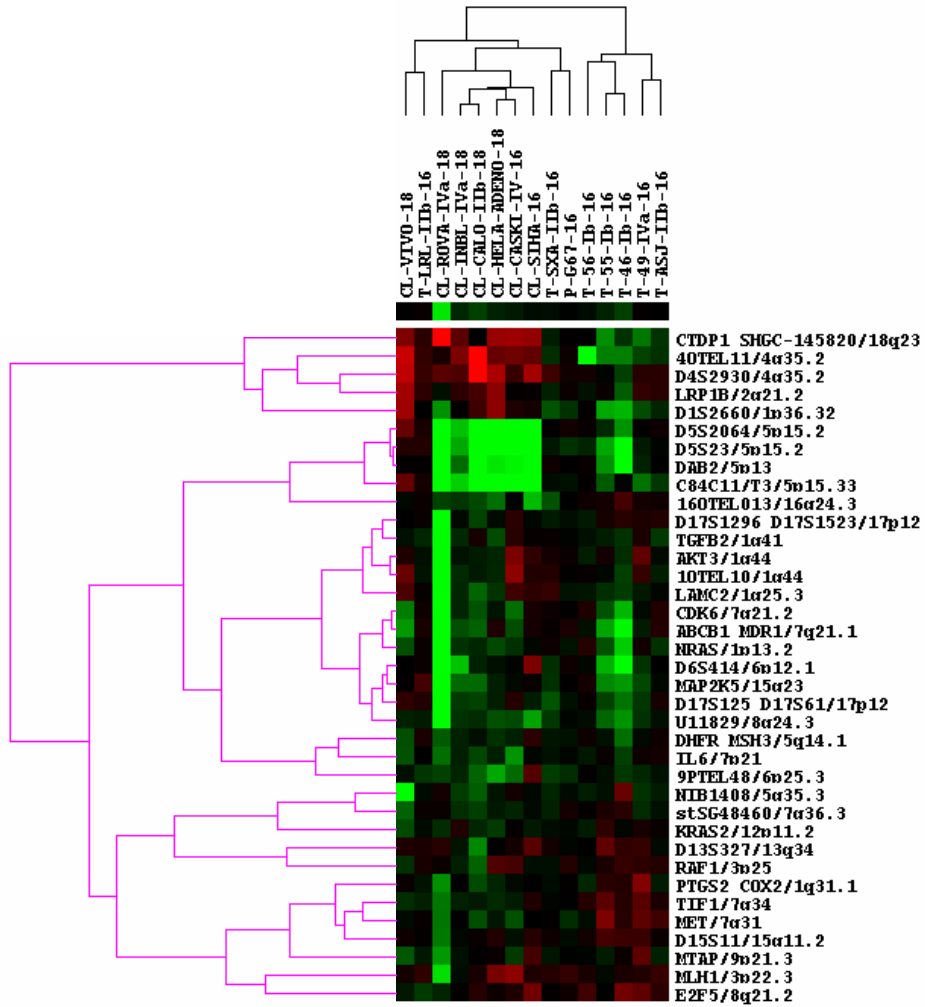 CL-VIVO-18
T-LRL-IIb-16
CL-ROVA-IVa-18
CL-INBL-IVa-18
CL-CALO-IIb-18
CL-HELA-ADENO-18
CL-CASKI-IV-16
CL-SIHA-16
T-SXA-IIb-16
P-G67-16
T-56-Ib-16
T-55-Ib-16
T-46-Ib-16
T-49-IVa-16
T-ASJ-IIb-16
CTDP1 SHGC-145820/18q23
4OTEL11/4q35.2
D4S2930/4q35.2
LRP1B/2q21.2
D1S2660/1p36.32
D5S2064/5p15.2
D5S23/5p15.2
DAB2/5p13
C84C11/T3/5p15.33
16OTEL013/16q24.3
D17S1296 D17S1523/17p12
TGFB2/1q41
AKT3/1q44
1OTEL10/1q44
LAMC2/1q25.3
CDK6/7q21.2
ABCB1 MDR1/7q21.1
NRAS/1p13.2
D6S414/6p12.1
MAP2K5/15q23
D17S125 D17S61/17p12
U11829/8q24.3
DHFR MSH3/5q14.1
IL6/7p21
9PTEL48/6p25.3
NIB1408/5q35.3
stSG48460/7q36.3
KRAS2/12p11.2
D13S327/13q34
RAF1/3p25
PTGS2 COX2/1q31.1
TIF1/7q34
MET/7q31
D15S11/15q11.2
MTAP/9p21.3
MLH1/3p22.3
E2F5/8q21.2